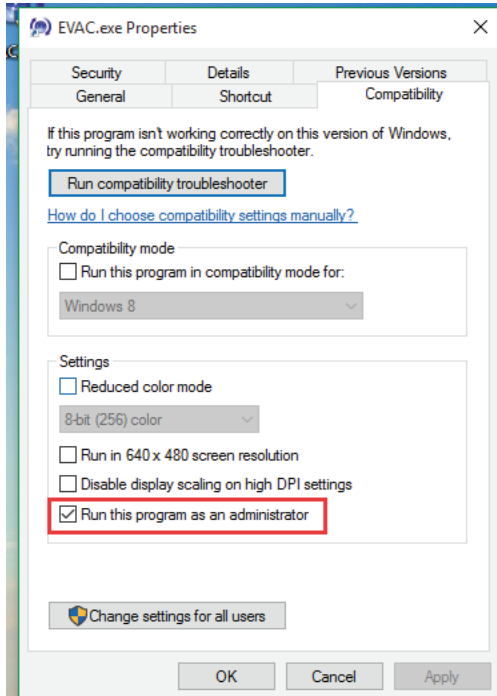 EVAC.exe Properties
Security Details Previous Versions
General Shortcut Compatibility
If this program isn't working correctly on this version of Windows,
try running the compatibility troubleshooter.
Run compatibility troubleshooter
How do I choose compatibility settings manually?
Compatibility mode
Run this program in compatibility mode for:
Windows 8
Settings
Reduced color mode
8-bit (256) color
Run in 640 x 480 screen resolution
Disable display scaling on high DPI settings
Run this program as an administrator
Change settings for all users
OK Cancel Apply